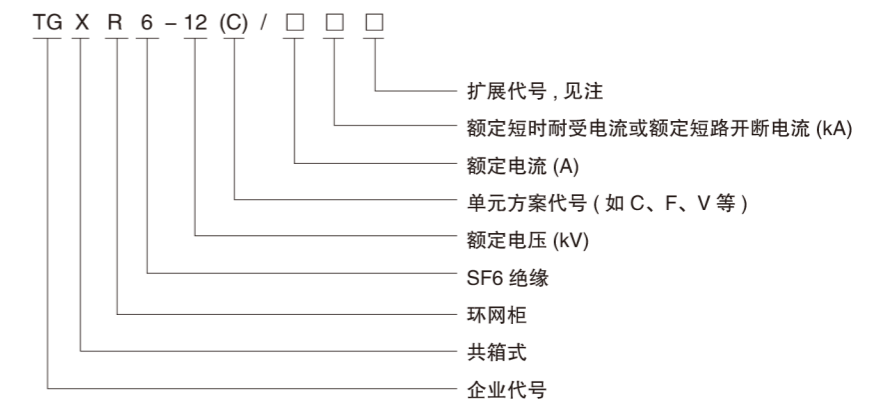 TG X R 6 – 12 (C) / □ □ □
扩展代号 , 见注
额定短时耐受电流或额定短路开断电流 (kA)
额定电流 (A)
单元方案代号 ( 如 C、F、V 等 )
额定电压 (kV)
SF6 绝缘
环网柜
共箱式
企业代号